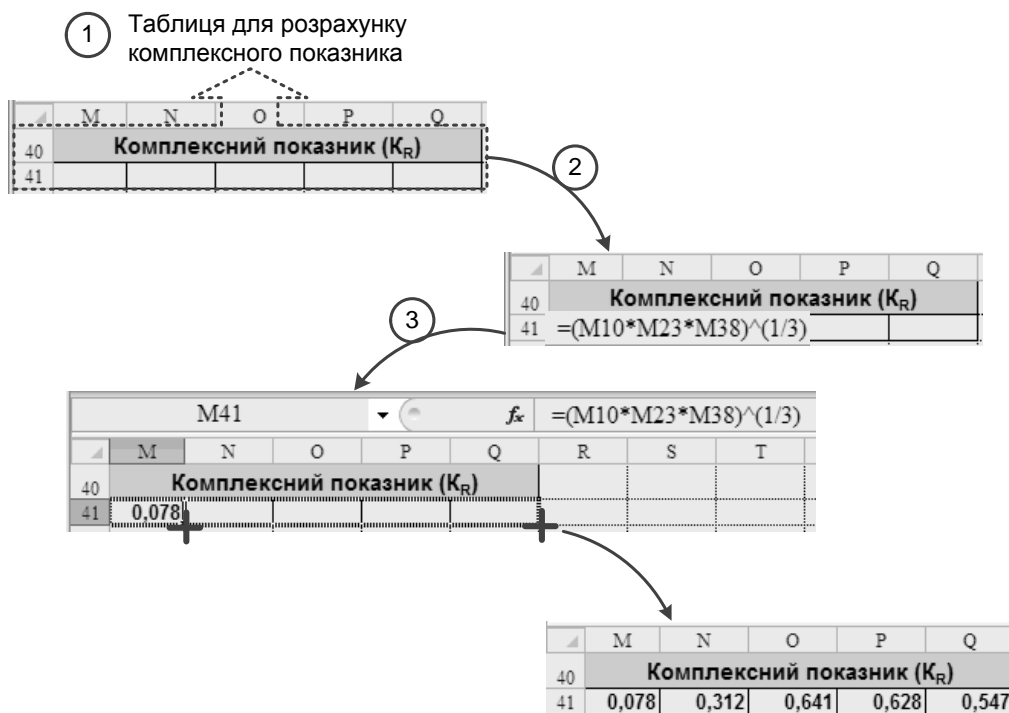 1
Таблиця для розрахунку
комплексного показника
M N O P Q
40 Комплексний показник (KR)
41
2
M N O P Q
40 Комплексний показник (KR)
41 =(M10*M23*M38)^(1/3)
3
M41 fx =(M10*M23*M38)^(1/3)
M N O P Q R S T
40 Комплексний показник (KR)
41 0,078
M N O P Q
40 Комплексний показник (KR)
41 0,078 0,312 0,641 0,628 0,547